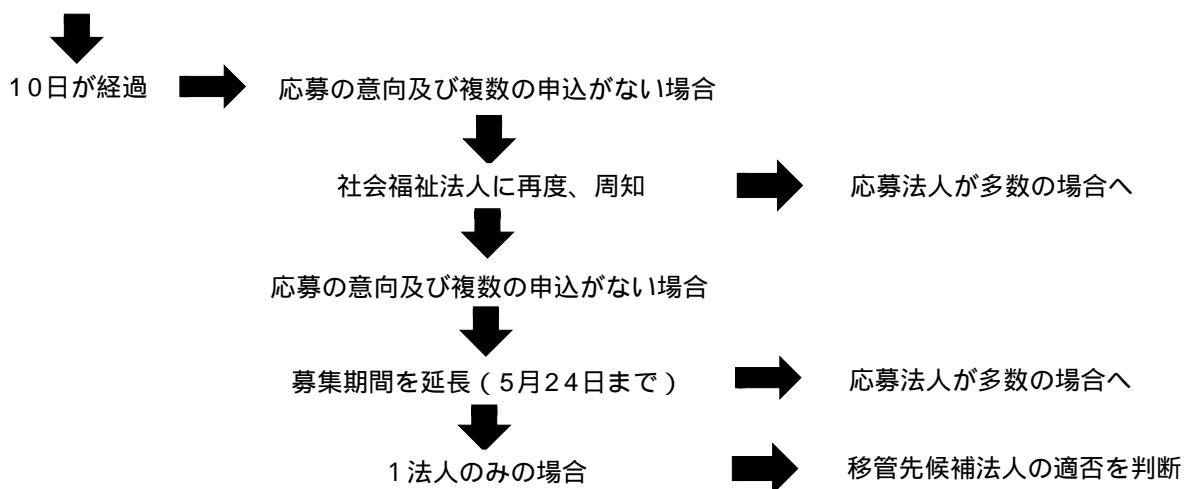 10日が経過
応募の意向及び複数の申込がない場合
社会福祉法人に再度、周知
応募法人が多数の場合へ
応募の意向及び複数の申込がない場合
募集期間を延長(5月24日まで)
応募法人が多数の場合へ
1法人のみの場合
移管先候補法人の適否を判断